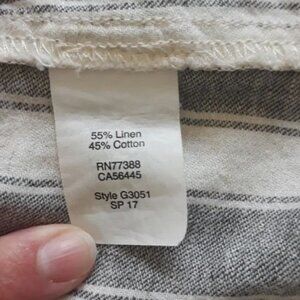 55% Linen
45% Cotton
RN77388
CA56445
Style G3051
SP 17